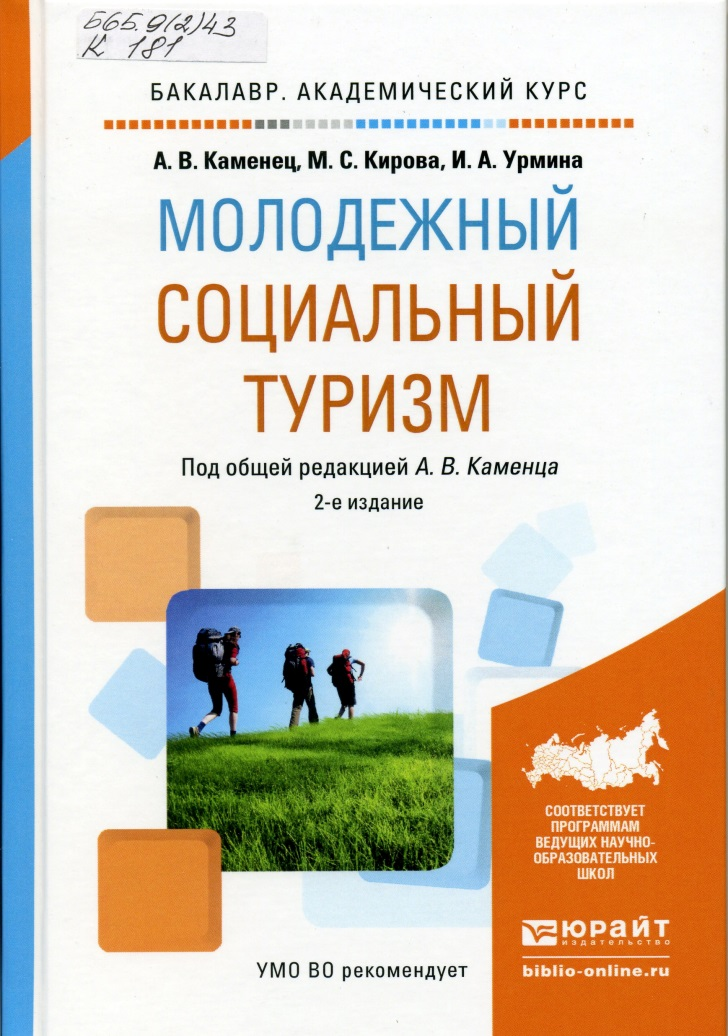 Б65.9(2)43
К 181
БАКАЛАВР. АКАДЕМИЧЕСКИЙ КУРС
А. В. Каменец, М. С. Кирова, И. А. Урмина
МОЛОДЕЖНЫЙ
СОЦИАЛЬНЫЙ
ТУРИЗМ
Под общей редакцией А. В. Каменца
2-е издание
СООТВЕТСТВУЕТ
ПРОГРАММАМ
ВЕДУЩИХ НАУЧНО-
ОБРАЗОВАТЕЛЬНЫХ
ШКОЛ
ЮРАЙТ
издательство
biblio-online.ru
УМО ВО рекомендует